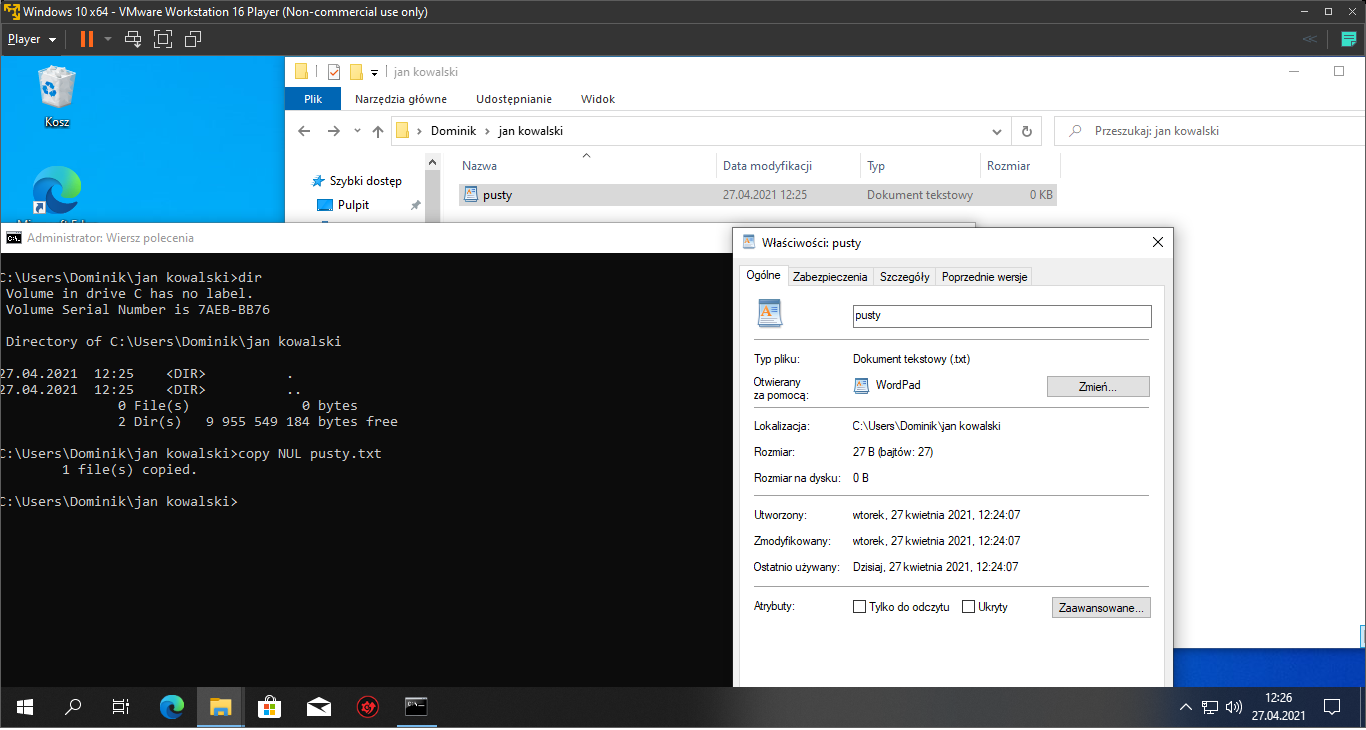 Windows 10 x64 - VMware Workstation 16 Player (Non-commercial use only)
Player
Kosz
jan kowalski
Plik Narzędzia główne Udostępnianie Widok
Dominik jan kowalski
Przeszukaj: jan kowalski
Szybki dostęp
Pulpit
Nazwa Data modyfikacji Typ Rozmiar
pusty 27.04.2021 12:25 Dokument tekstowy 0 KB
Administrator: Wiersz polecenia
C:\Users\Dominik\jan kowalski>dir
Volume in drive C has no label.
Volume Serial Number is 7AEB-BB76
Directory of C:\Users\Dominik\jan kowalski
27.04.2021 12:25 <DIR> .
27.04.2021 12:25 <DIR> ..
0 File(s) 0 bytes
2 Dir(s) 9 955 549 184 bytes free
C:\Users\Dominik\jan kowalski>copy NUL pusty.txt
1 file(s) copied.
C:\Users\Dominik\jan kowalski>
Właściwości: pusty
Ogólne Zabezpieczenia Szczegóły Poprzednie wersje
pusty
Typ pliku: Dokument tekstowy (.txt)
Otwierany
za pomocą:
WordPad
Zmień...
Lokalizacja: C:\Users\Dominik\jan kowalski
Rozmiar: 27 B (bajtów: 27)
Rozmiar na dysku: 0 B
Utworzony: wtorek, 27 kwietnia 2021, 12:24:07
Zmodyfikowany: wtorek, 27 kwietnia 2021, 12:24:07
Ostatnio używany: Dzisiaj, 27 kwietnia 2021, 12:24:07
Atrybuty: Tylko do odczytu Ukryty Zaawansowane...
12:26
27.04.2021